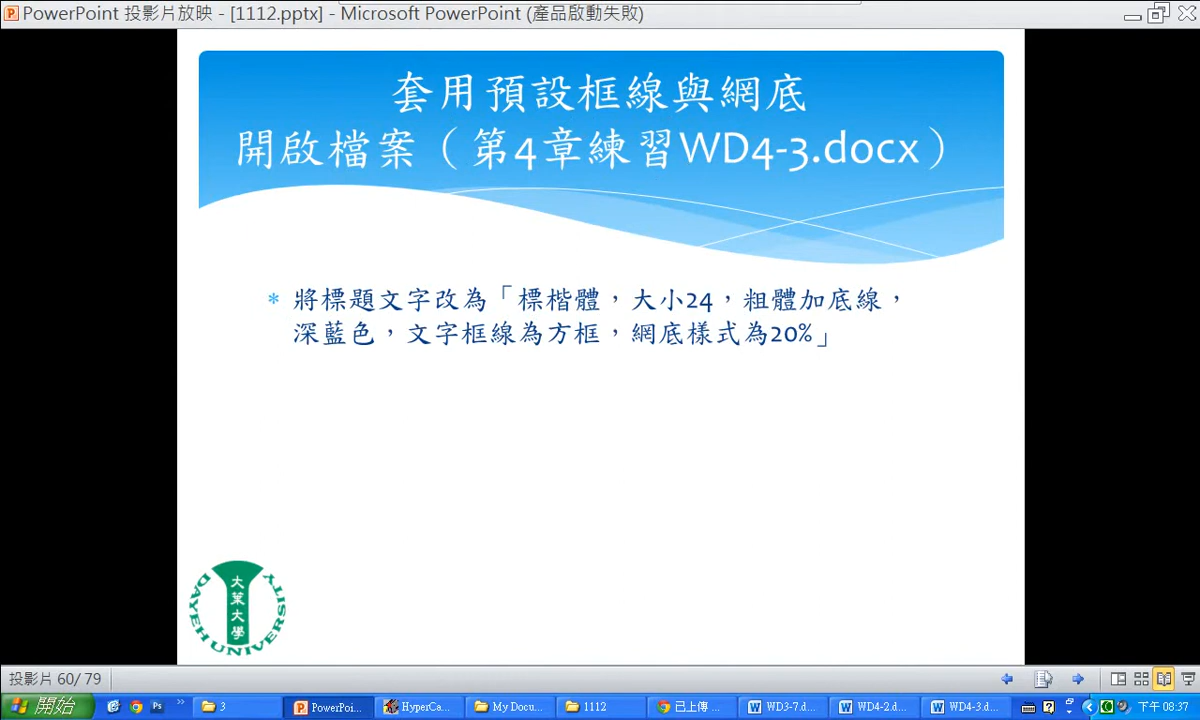 PowerPoint 投影片放映 - [1112.pptx] - Microsoft PowerPoint (產品啟動失敗)
套用預設框線與網底
開啟檔案（第4章練習WD4-3.docx）
* 將標題文字改為「標楷體，大小24，粗體加底線，
深藍色，文字框線為方框，網底樣式為20%」
大葉大學
DAYEH UNIVERSITY
投影片 60/ 79
開始
Ps
3
PowerPoi...
HyperCa...
My Docu...
1112
已上傳 ...
WD3-7.d...
WD4-2.d...
WD4-3.d...
下午 08:37